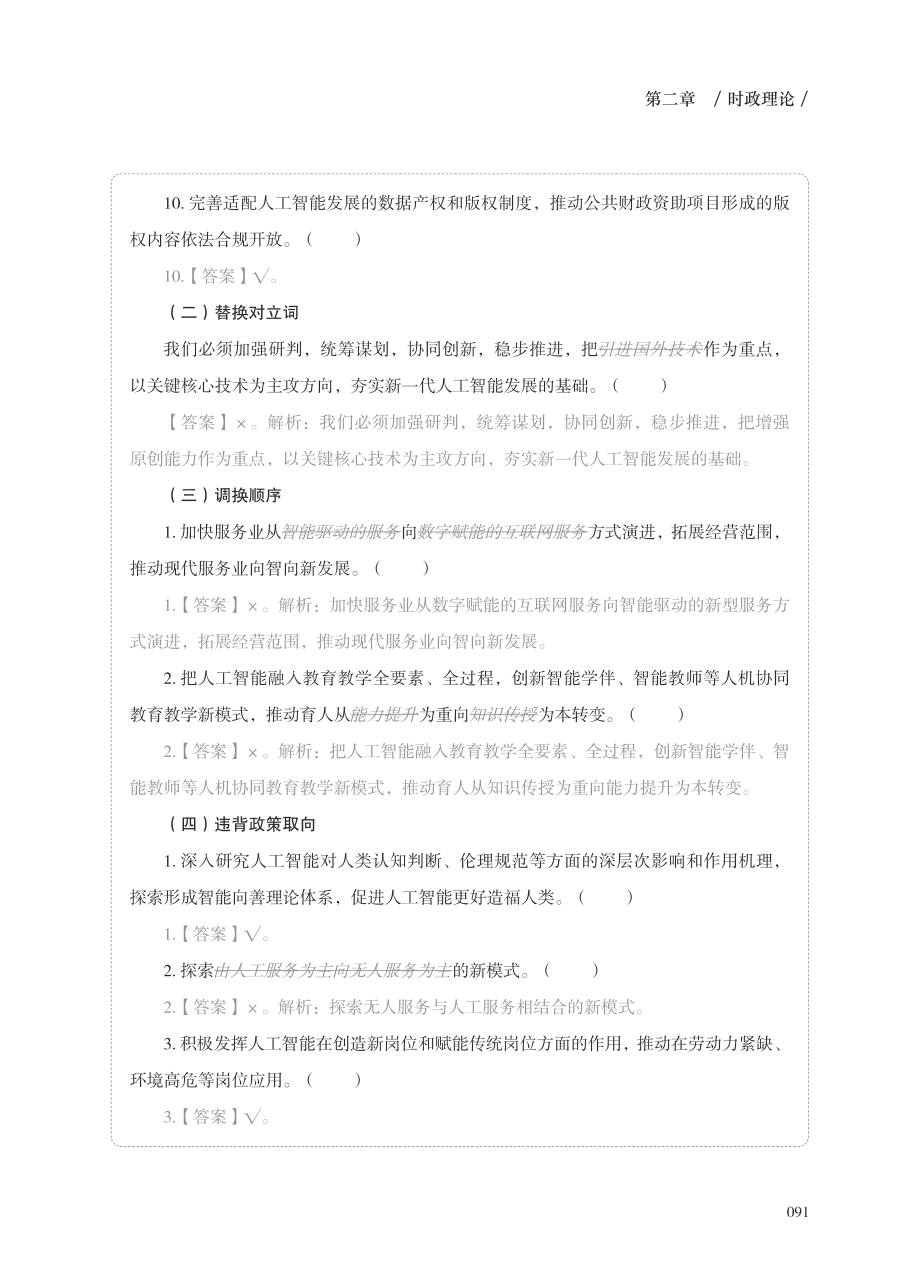 第二章 / 时政理论 /
10. 完善适配人工智能发展的数据产权和版权制度，推动公共财政资助项目形成的版
权内容依法合规开放。（　　）
10.【答案】√。
（二）替换对立词
我们必须加强研判，统筹谋划，协同创新，稳步推进，把引进国外技术作为重点，
以关键核心技术为主攻方向，夯实新一代人工智能发展的基础。（　　）
【答案】×。解析：我们必须加强研判，统筹谋划，协同创新，稳步推进，把增强
原创能力作为重点，以关键核心技术为主攻方向，夯实新一代人工智能发展的基础。
（三）调换顺序
1. 加快服务业从智能驱动的服务向数字赋能的互联网服务方式演进，拓展经营范围，
推动现代服务业向智向新发展。（　　）
1.【答案】×。解析：加快服务业从数字赋能的互联网服务向智能驱动的新型服务方
式演进，拓展经营范围，推动现代服务业向智向新发展。
2. 把人工智能融入教育教学全要素、全过程，创新智能学伴、智能教师等人机协同
教育教学新模式，推动育人从能力提升为重向知识传授为本转变。（　　）
2.【答案】×。解析：把人工智能融入教育教学全要素、全过程，创新智能学伴、智
能教师等人机协同教育教学新模式，推动育人从知识传授为重向能力提升为本转变。
（四）违背政策取向
1. 深入研究人工智能对人类认知判断、伦理规范等方面的深层次影响和作用机理，
探索形成智能向善理论体系，促进人工智能更好造福人类。（　　）
1.【答案】√。
2. 探索由人工服务为主向无人服务为主的新模式。（　　）
2.【答案】×。解析：探索无人服务与人工服务相结合的新模式。
3. 积极发挥人工智能在创造新岗位和赋能传统岗位方面的作用，推动在劳动力紧缺、
环境高危等岗位应用。（　　）
3.【答案】√。
091